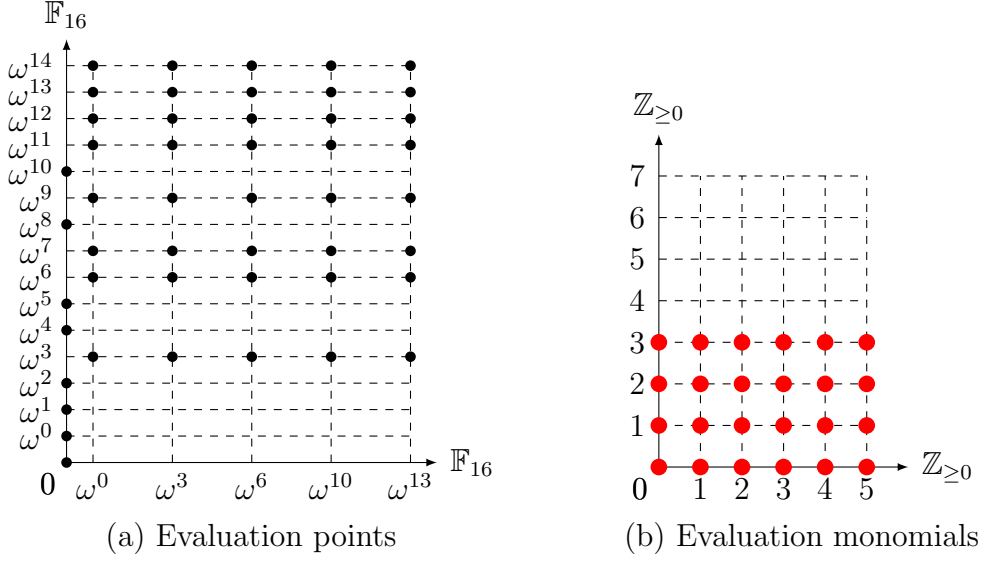 𝔽₁₆
ω¹⁴
ω¹³
ω¹²
ω¹¹
ω¹⁰
ω⁹
ω⁸
ω⁷
ω⁶
ω⁵
ω⁴
ω³
ω²
ω¹
ω⁰
𝔽₁₆
0 ω⁰ ω³ ω⁶ ω¹⁰ ω¹³
(a) Evaluation points
ℤ≥0
7
6
5
4
3
2
1
ℤ≥0
0 1 2 3 4 5
(b) Evaluation monomials